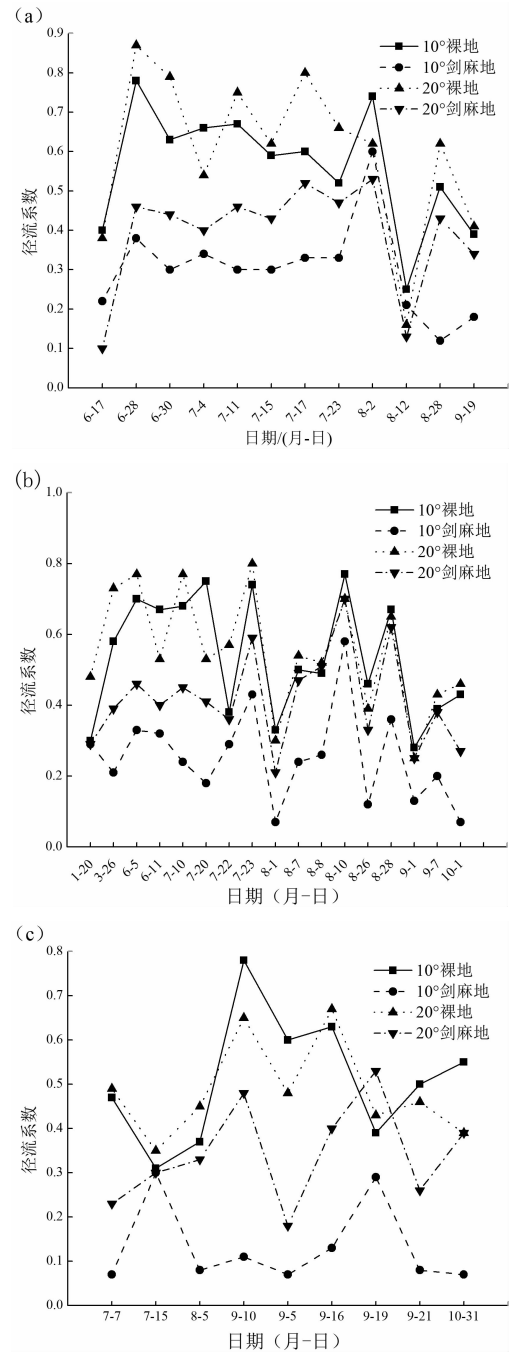 (a)
0.9
0.8
0.7
0.6
0.5
0.4
0.3
0.2
0.1
0.0
径流系数
10°裸地
10°剑麻地
20°裸地
20°剑麻地
6-17 6-28 6-30 7-4 7-11 7-15 7-17 7-23 8-2 8-12 8-28 9-19
日期/(月-日)
(b)
1.0
0.8
0.6
0.4
0.2
0.0
径流系数
10°裸地
10°剑麻地
20°裸地
20°剑麻地
1-20 3-26 6-5 6-11 7-10 7-20 7-22 7-23 8-1 8-7 8-8 8-10 8-26 8-28 9-1 9-7 10-1
日期（月-日）
(c)
0.8
0.7
0.6
0.5
0.4
0.3
0.2
0.1
0.0
径流系数
10°裸地
10°剑麻地
20°裸地
20°剑麻地
7-7 7-15 8-5 9-10 9-5 9-16 9-19 9-21 10-31
日期（月-日）